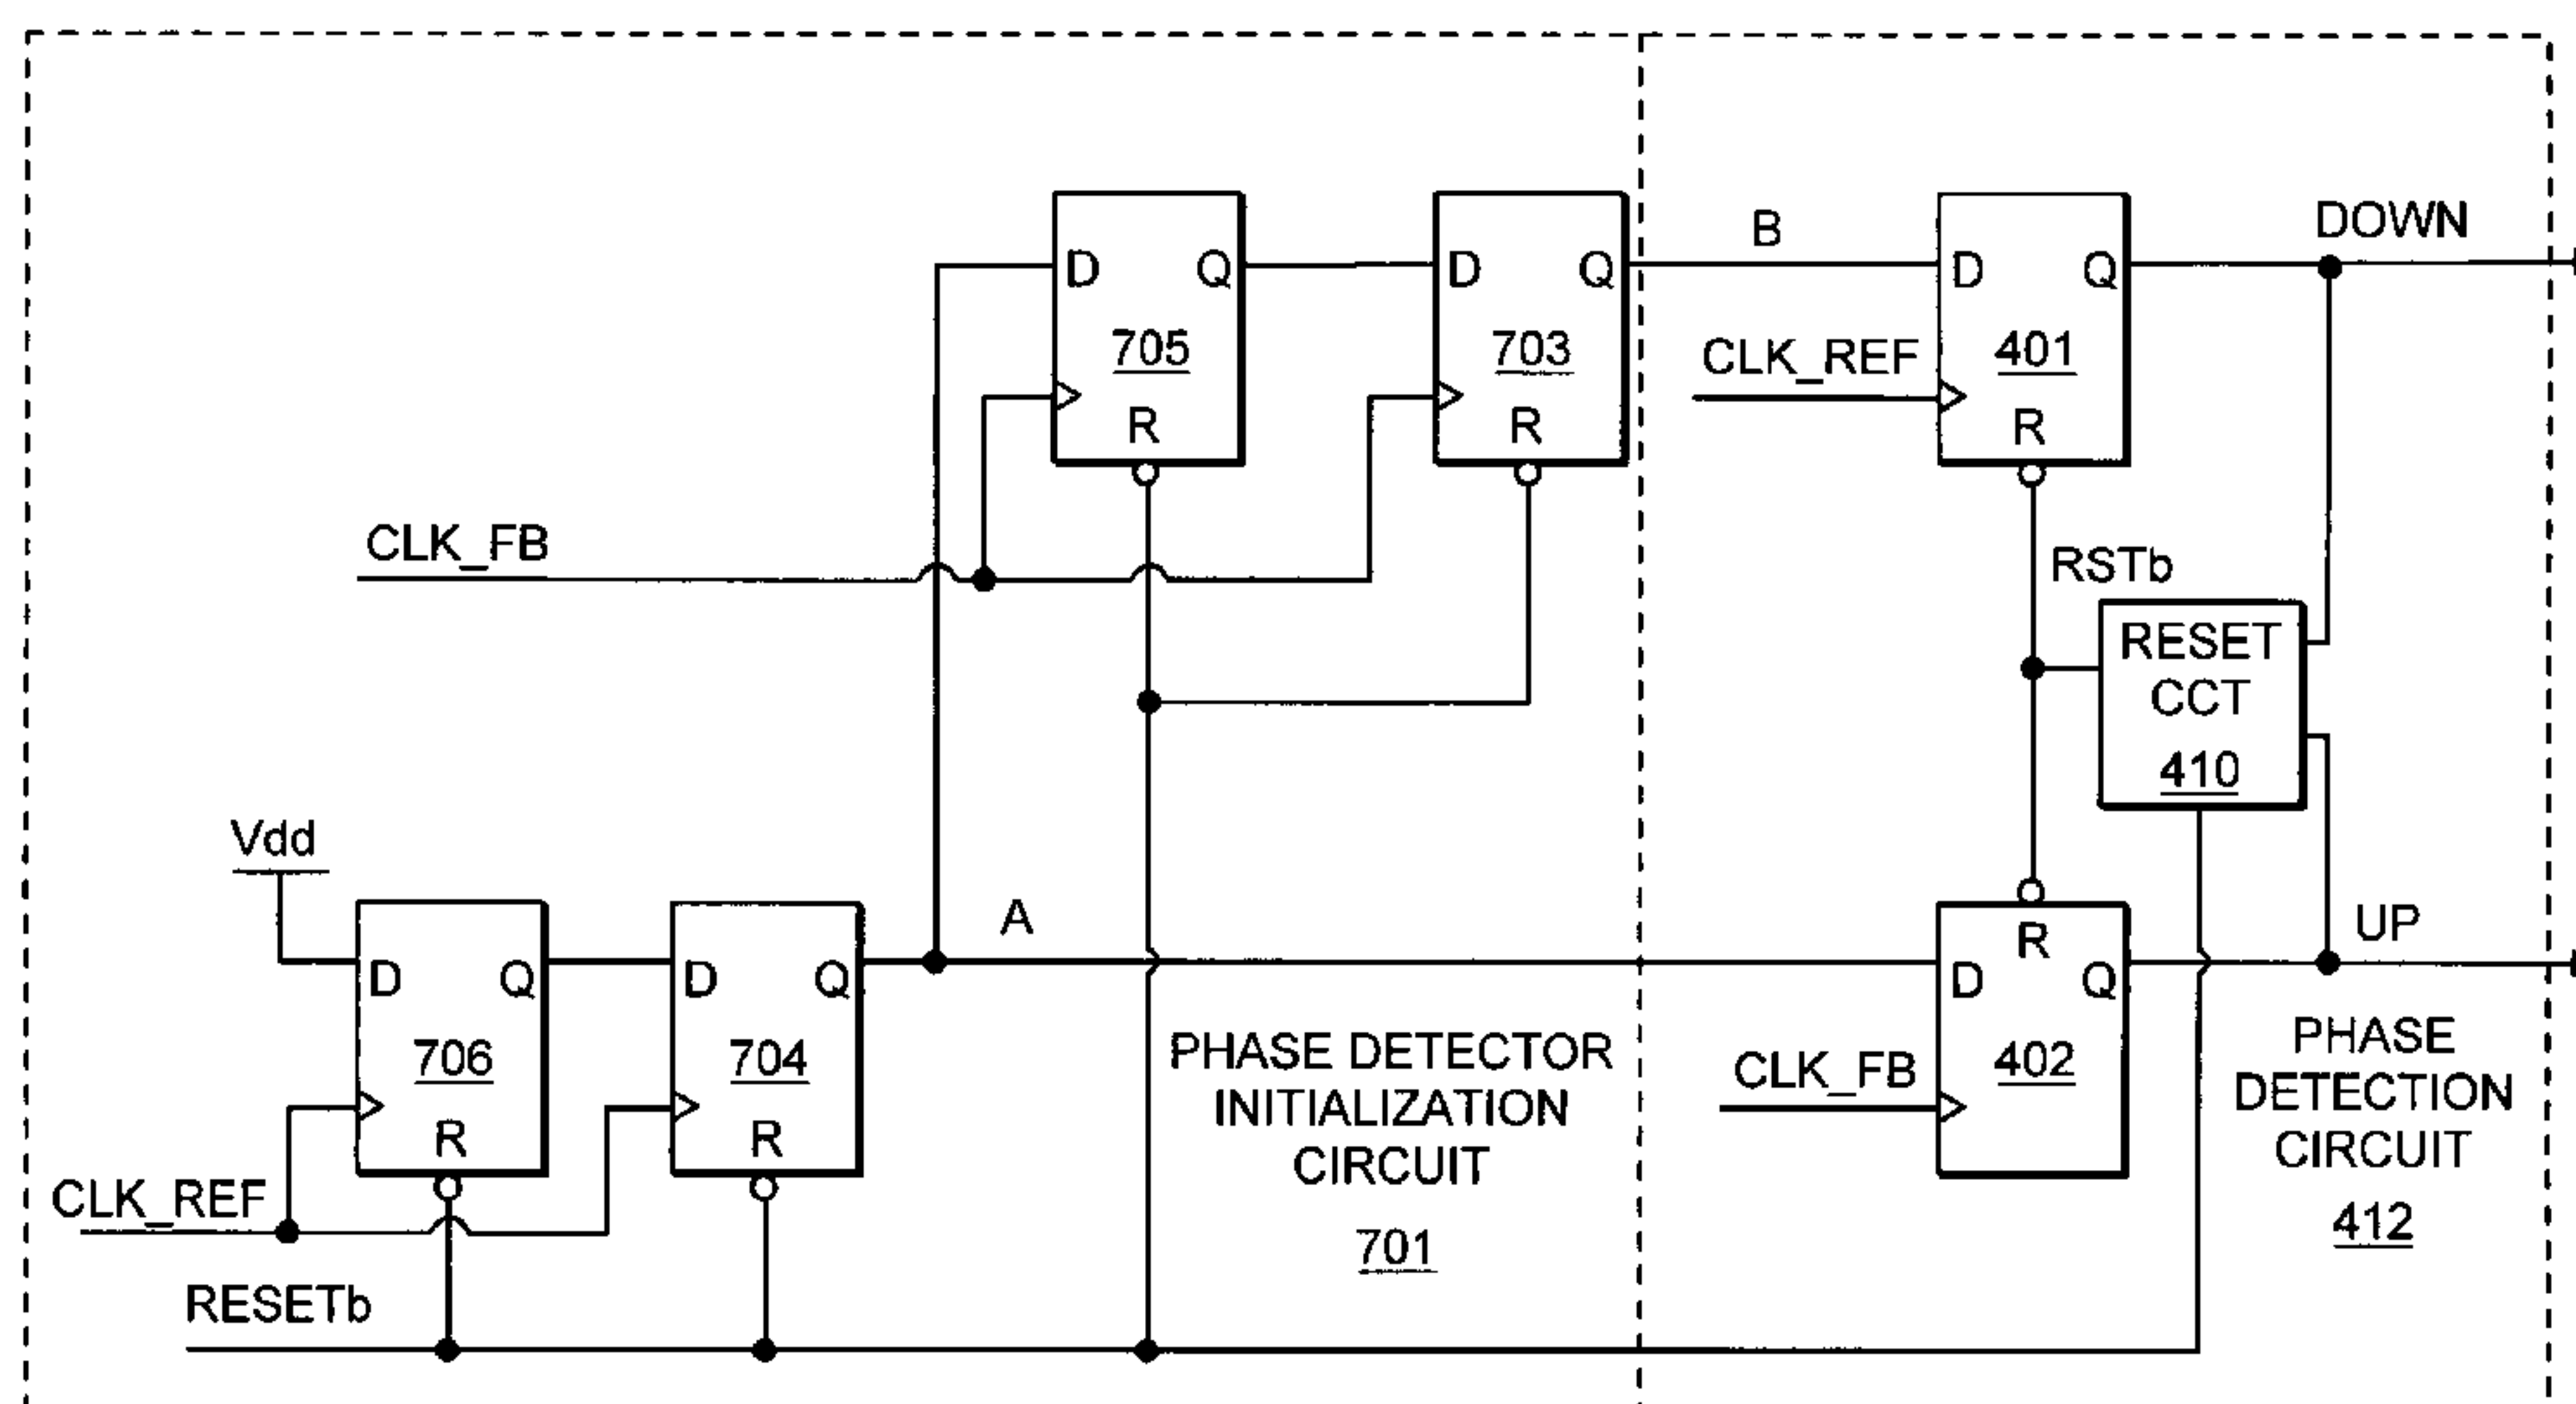 B
DOWN
D
Q
705
R
D
Q
703
R
CLK_REF
D
Q
401
R
CLK_FB
RSTb
RESET
CCT
410
Vdd
A
UP
D
Q
706
R
D
Q
704
R
PHASE DETECTOR
INITIALIZATION
CIRCUIT
701
CLK_FB
R
D
Q
402
PHASE
DETECTION
CIRCUIT
412
CLK_REF
RESETb